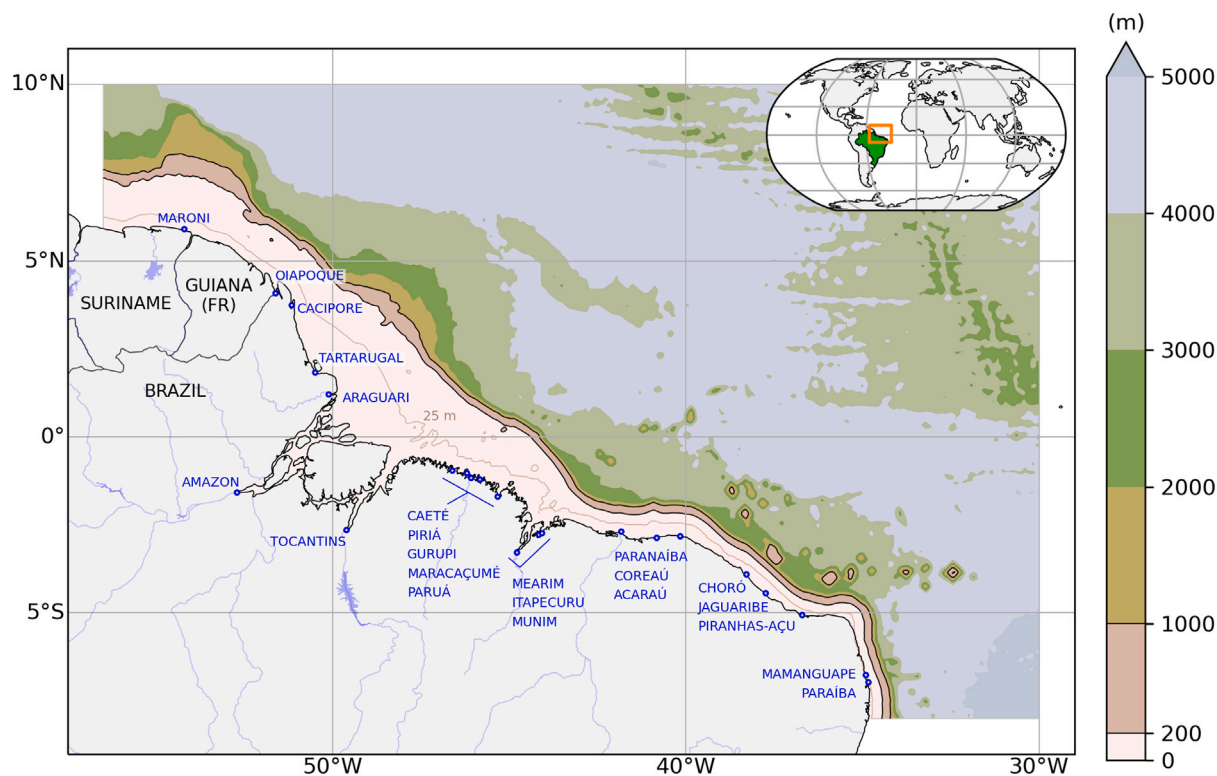 (m)
10°N
5000
4000
MARONI
5°N
OIAPOQUE
GUIANA
(FR)
SURINAME
CACIPORE
3000
TARTARUGAL
BRAZIL
ARAGUARI
25 m
0°
2000
AMAZON
CAETÉ
PIRIÁ
GURUPI
MARACAÇUMÉ
PARUÁ
TOCANTINS
MEARIM
ITAPECURU
MUNIM
PARANAÍBA
COREAÚ
ACARAÚ
CHORÓ
JAGUARIBE
PIRANHAS-AÇU
5°S
1000
MAMANGUAPE
PARAÍBA
200
0
50°W
40°W
30°W